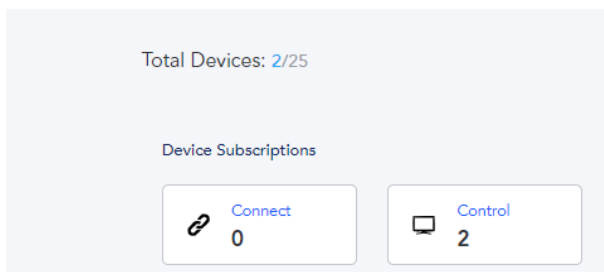 Total Devices: 2/25
Device Subscriptions
Connect
0
Control
2